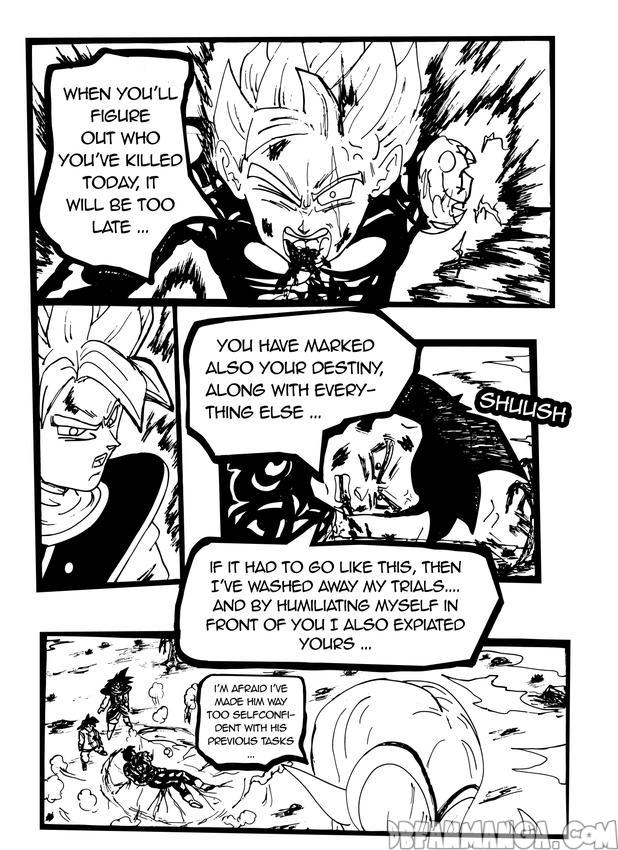 WHEN YOU'LL
FIGURE
OUT WHO
YOU'VE KILLED
TODAY, IT
WILL BE TOO
LATE ...
YOU HAVE MARKED
ALSO YOUR DESTINY,
ALONG WITH EVERY-
THING ELSE ...
SHUUSH
IF IT HAD TO GO LIKE THIS, THEN
I'VE WASHED AWAY MY TRIALS....
AND BY HUMILIATING MYSELF IN
FRONT OF YOU I ALSO EXPIATED
YOURS ...
I'M AFRAID I'VE
MADE HIM WAY
TOO SELFCONFI-
DENT WITH HIS
PREVIOUS TASKS
...
DBFANMANGA.COM